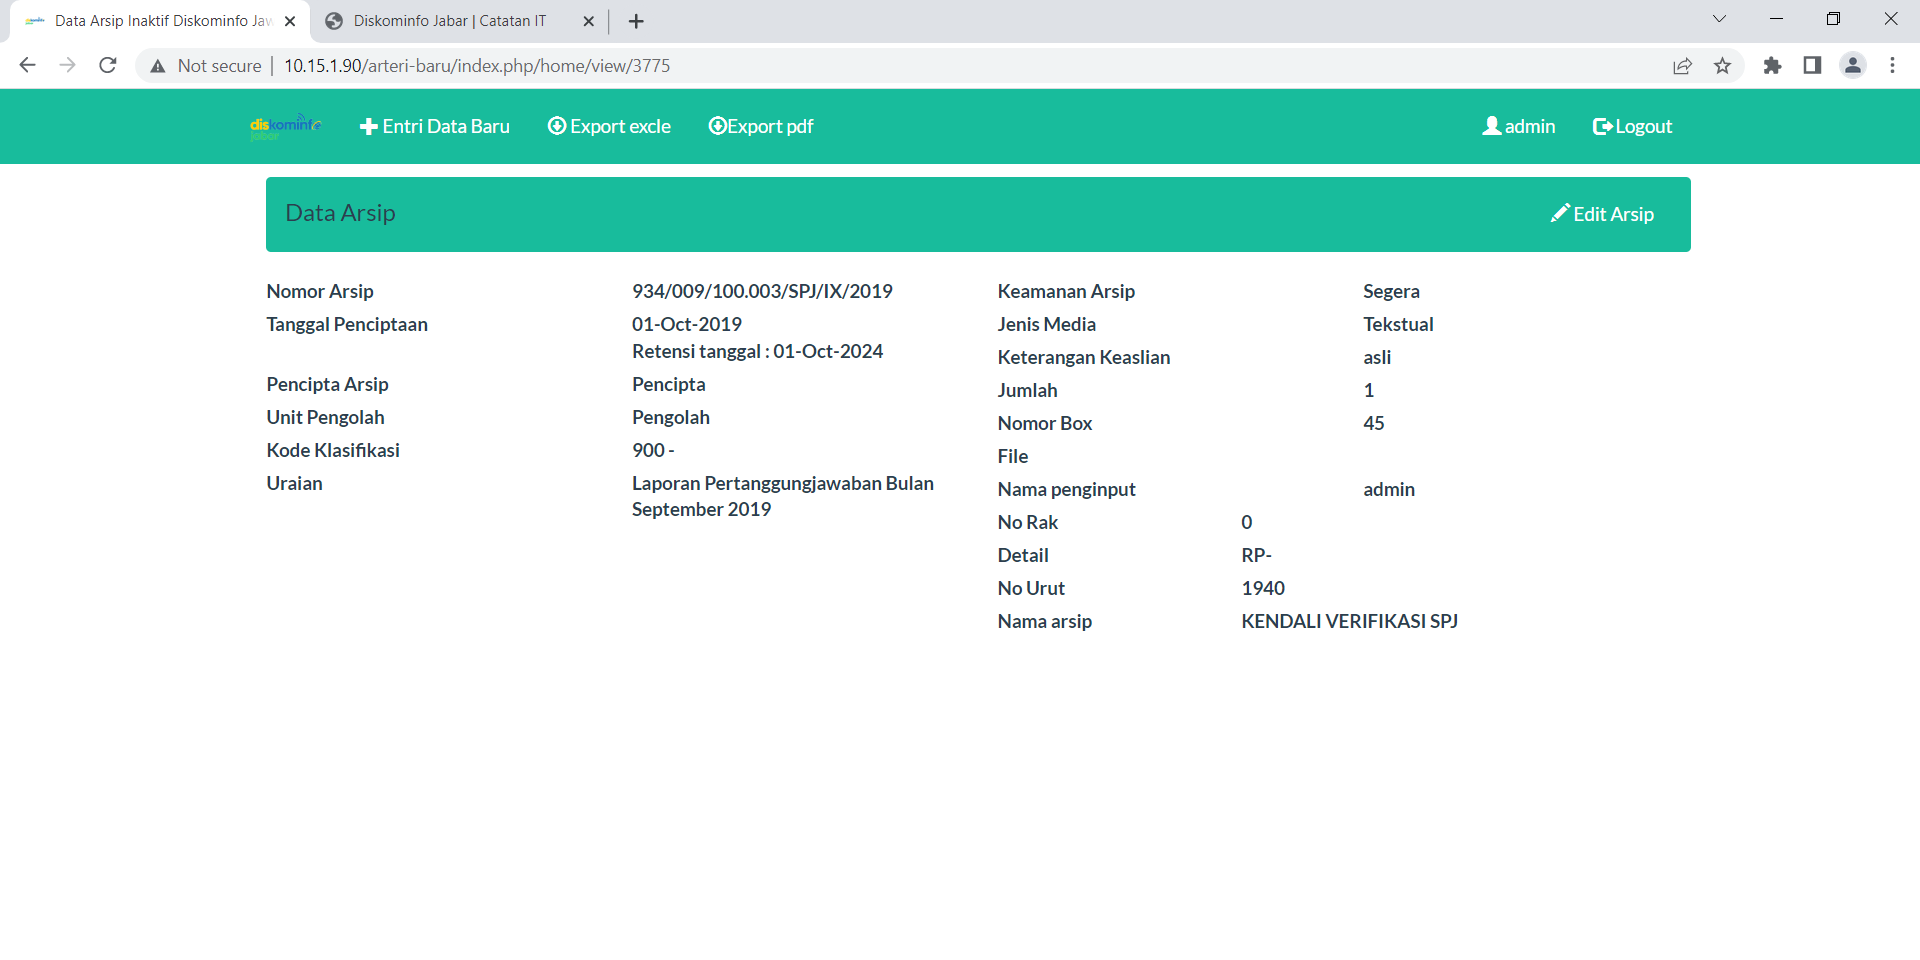 Data Arsip Inaktif Diskominfo Jaw
Diskominfo Jabar | Catatan IT
Not secure | 10.15.1.90/arteri-baru/index.php/home/view/3775
diskominfo
jabar
Entri Data Baru
Export excle
Export pdf
admin
Logout
Data Arsip
Edit Arsip
Nomor Arsip 934/009/100.003/SPJ/IX/2019
Tanggal Penciptaan 01-Oct-2019
Retensi tanggal : 01-Oct-2024
Pencipta Arsip Pencipta
Unit Pengolah Pengolah
Kode Klasifikasi 900 -
Uraian Laporan Pertanggungjawaban Bulan
September 2019
Keamanan Arsip Segera
Jenis Media Tekstual
Keterangan Keaslian asli
Jumlah 1
Nomor Box 45
File
Nama penginput admin
No Rak 0
Detail RP-
No Urut 1940
Nama arsip KENDALI VERIFIKASI SPJ